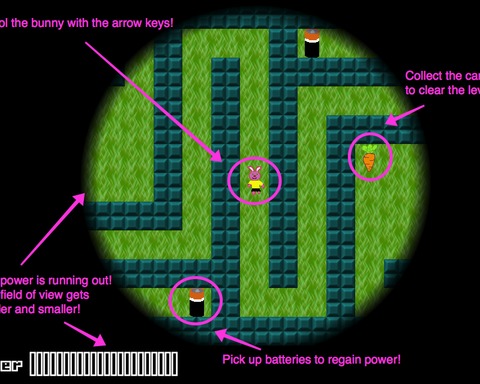 ol the bunny with the arrow keys!
Collect the ca
to clear the lev
power is running out!
field of view gets
ler and smaller!
er
Pick up batteries to regain power!